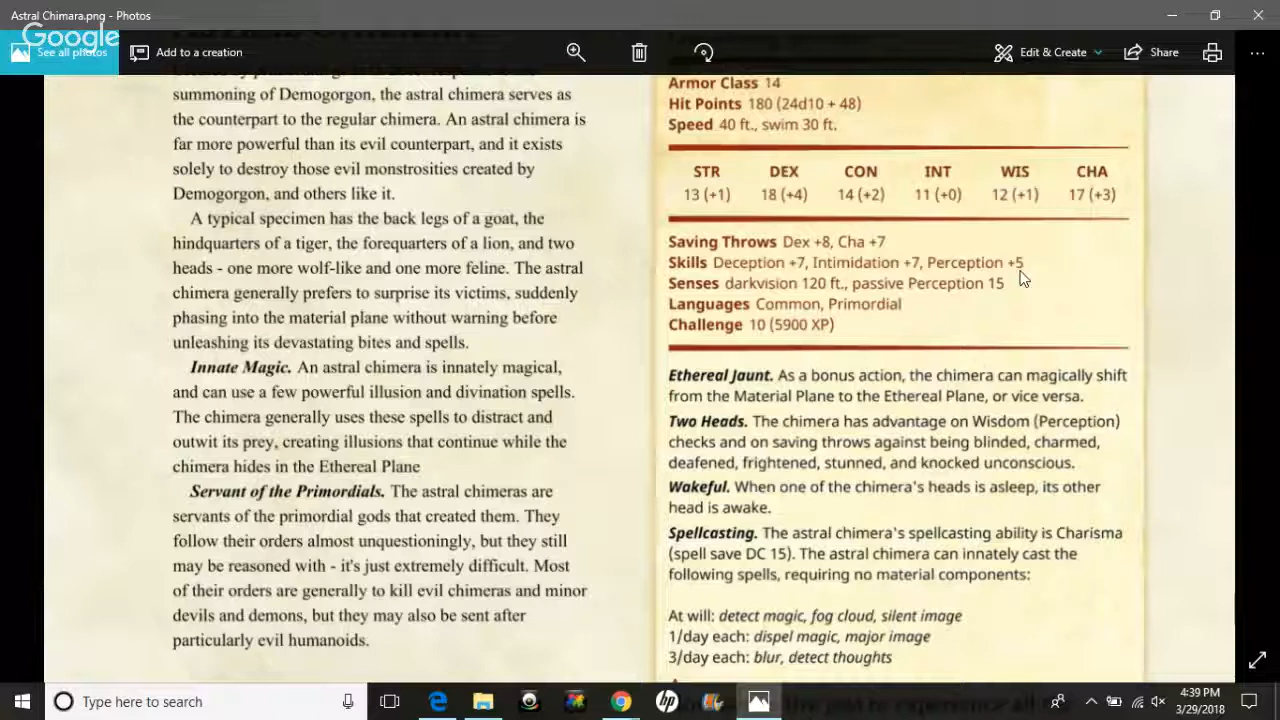 Astral Chimara.png - Photos
Google
See all photos
Add to a creation
Edit & Create
Share
summoning of Demogorgon, the astral chimera serves as
the counterpart to the regular chimera. An astral chimera is
far more powerful than its evil counterpart, and it exists
solely to destroy those evil monstrosities created by
Demogorgon, and others like it.
A typical specimen has the back legs of a goat, the
hindquarters of a tiger, the forequarters of a lion, and two
heads - one more wolf-like and one more feline. The astral
chimera generally prefers to surprise its victims, suddenly
phasing into the material plane without warning before
unleashing its devastating bites and spells.
Innate Magic. An astral chimera is innately magical,
and can use a few powerful illusion and divination spells.
The chimera generally uses these spells to distract and
outwit its prey, creating illusions that continue while the
chimera hides in the Ethereal Plane
Servant of the Primordials. The astral chimeras are
servants of the primordial gods that created them. They
follow their orders almost unquestioningly, but they still
may be reasoned with - it's just extremely difficult. Most
of their orders are generally to kill evil chimeras and minor
devils and demons, but they may also be sent after
particularly evil humanoids.
Armor Class 14
Hit Points 180 (24d10 + 48)
Speed 40 ft., swim 30 ft.
STR DEX CON INT WIS CHA
13 (+1) 18 (+4) 14 (+2) 11 (+0) 12 (+1) 17 (+3)
Saving Throws Dex +8, Cha +7
Skills Deception +7, Intimidation +7, Perception +5
Senses darkvision 120 ft., passive Perception 15
Languages Common, Primordial
Challenge 10 (5900 XP)
Ethereal Jaunt. As a bonus action, the chimera can magically shift
from the Material Plane to the Ethereal Plane, or vice versa.
Two Heads. The chimera has advantage on Wisdom (Perception)
checks and on saving throws against being blinded, charmed,
deafened, frightened, stunned, and knocked unconscious.
Wakeful. When one of the chimera's heads is asleep, its other
head is awake.
Spellcasting. The astral chimera's spellcasting ability is Charisma
(spell save DC 15). The astral chimera can innately cast the
following spells, requiring no material components:
At will: detect magic, fog cloud, silent image
1/day each: dispel magic, major image
3/day each: blur, detect thoughts
Type here to search
hp
4:39 PM
3/29/2018